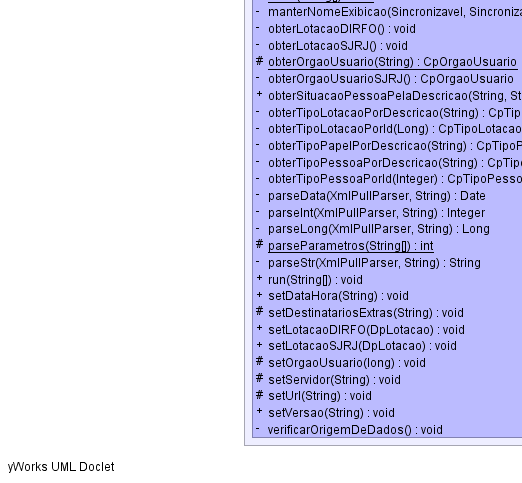 - manterNomeExibicao(Sincronizavel, Sincroniza
- obterLotacaoDIRFO() : void
- obterLotacaoSJRJ() : void
# obterOrgaoUsuario(String) : CpOrgaoUsuario
- obterOrgaoUsuarioSJRJ() : CpOrgaoUsuario
+ obterSituacaoPessoaPelaDescricao(String, St
- obterTipoLotacaoPorDescricao(String) : CpTip
- obterTipoLotacaoPorId(Long) : CpTipoLotacao
- obterTipoPapelPorDescricao(String) : CpTipoP
- obterTipoPessoaPorDescricao(String) : CpTip
- obterTipoPessoaPorId(Integer) : CpTipoPesso
- parseData(XmlPullParser, String) : Date
- parseInt(XmlPullParser, String) : Integer
- parseLong(XmlPullParser, String) : Long
# parseParametros(String[]) : int
- parseStr(XmlPullParser, String) : String
+ run(String[]) : void
+ setDataHora(String) : void
# setDestinatariosExtras(String) : void
+ setLotacaoDIRFO(DpLotacao) : void
+ setLotacaoSJRJ(DpLotacao) : void
# setOrgaoUsuario(long) : void
# setServidor(String) : void
# setUrl(String) : void
+ setVersao(String) : void
- verificarOrigemDeDados() : void
yWorks UML Doclet